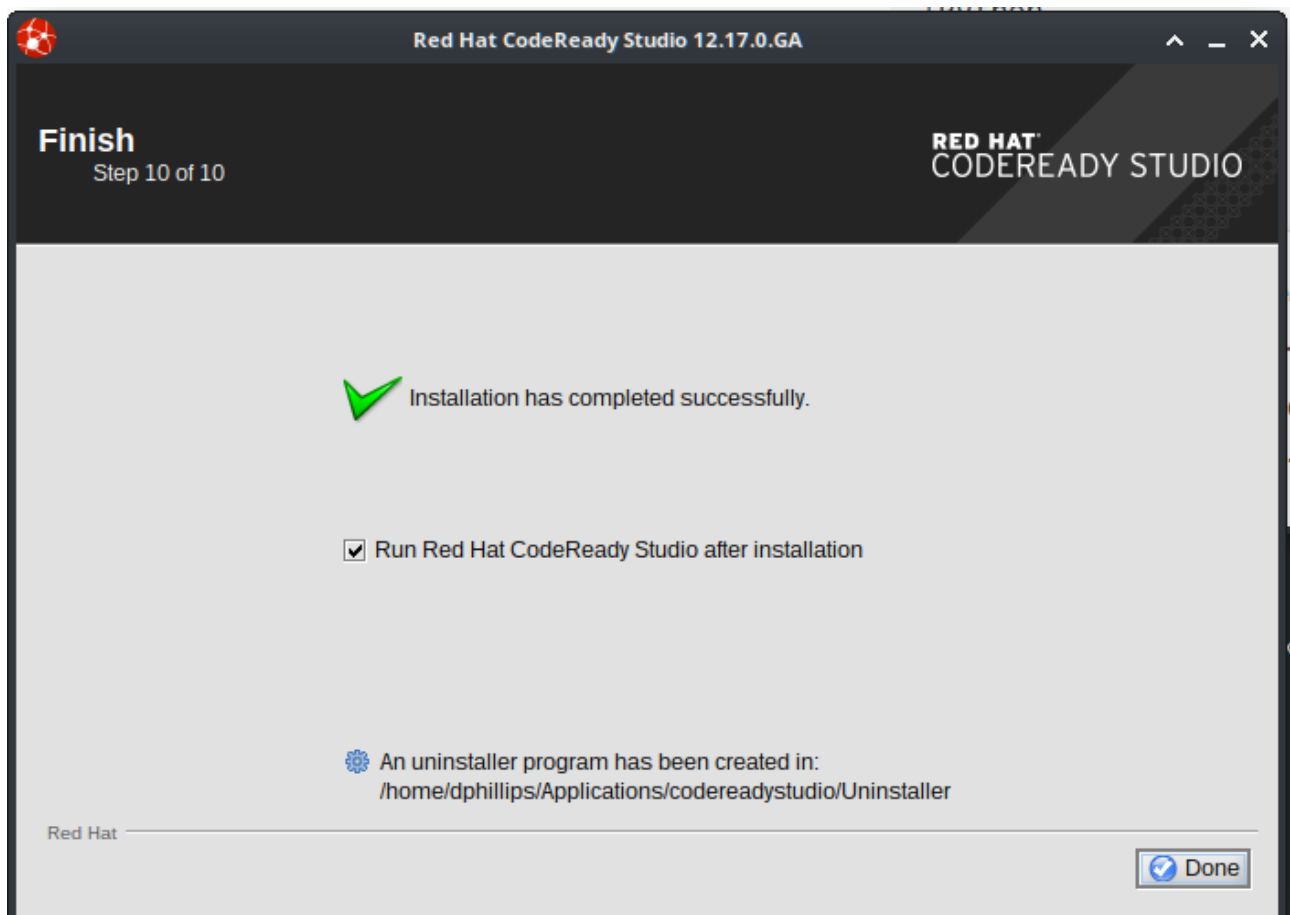 Red Hat CodeReady Studio 12.17.0.GA
Finish
Step 10 of 10
RED HAT®
CODEREADY STUDIO
Installation has completed successfully.
Run Red Hat CodeReady Studio after installation
An uninstaller program has been created in:
/home/dphillips/Applications/codereadystudio/Uninstaller
Red Hat
Done